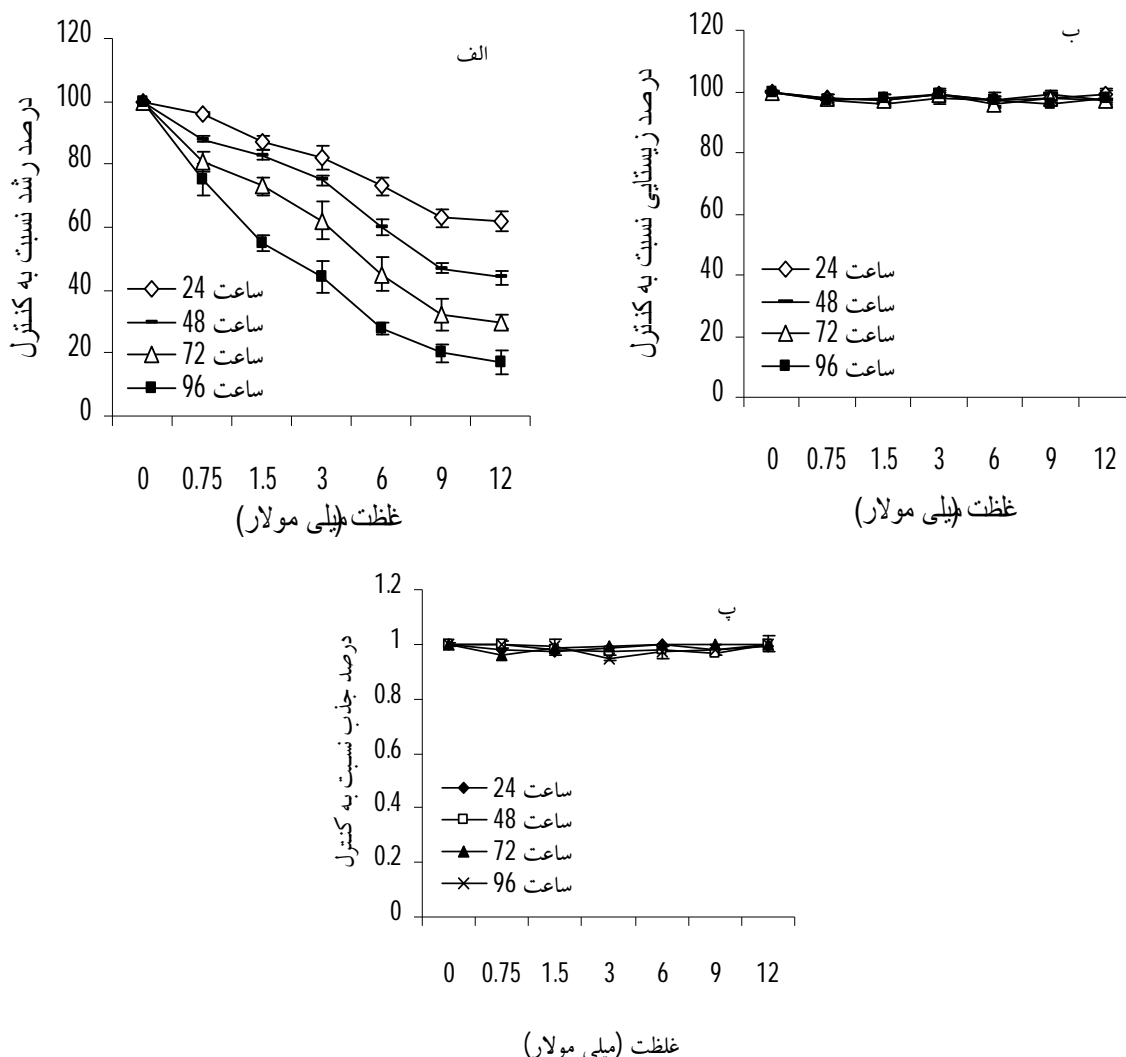 الف
درصد رشد نسبت به کنترل
120
100
80
60
40
20
0
24 ساعت
48 ساعت
72 ساعت
96 ساعت
0 0.75 1.5 3 6 9 12
غلظت (میلی مولار)
ب
درصد زیستایی نسبت به کنترل
120
100
80
60
40
20
0
24 ساعت
48 ساعت
72 ساعت
96 ساعت
0 0.75 1.5 3 6 9 12
غلظت (میلی مولار)
پ
درصد جذب نسبت به کنترل
1.2
1
0.8
0.6
0.4
0.2
0
24 ساعت
48 ساعت
72 ساعت
96 ساعت
0 0.75 1.5 3 6 9 12
غلظت (میلی مولار)